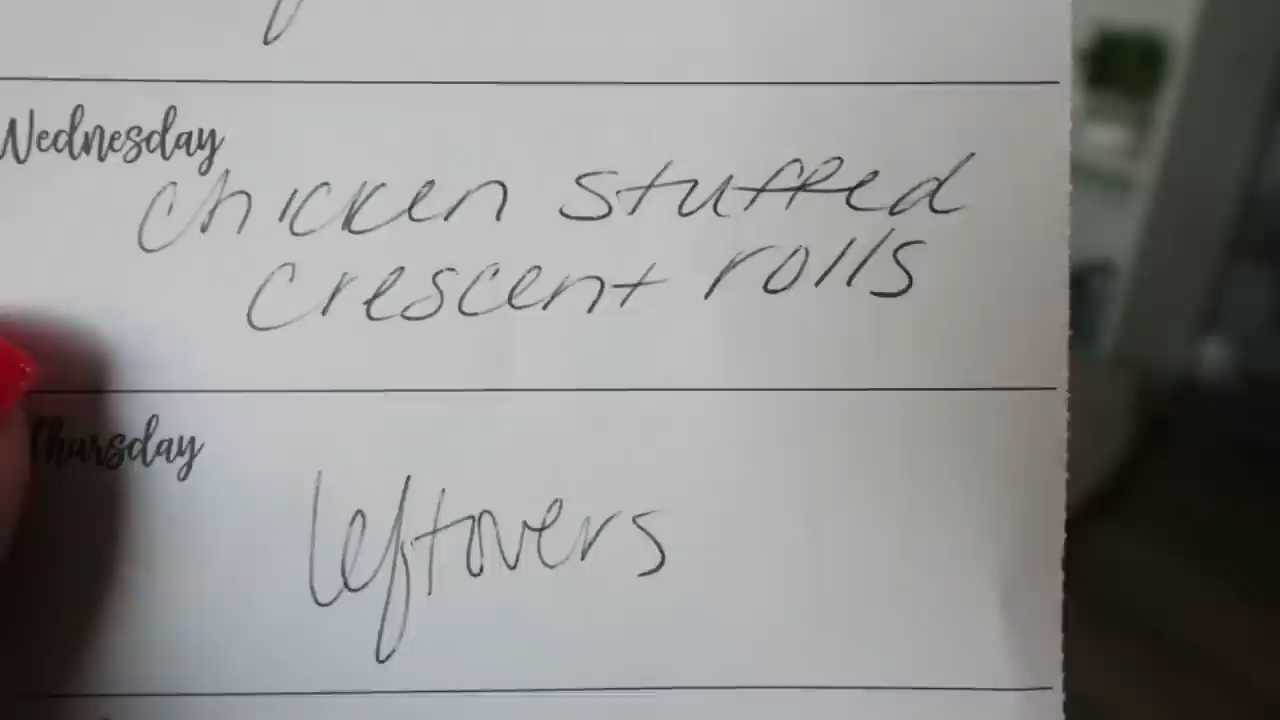 Wednesday
chicken stuffed
crescent rolls
Thursday
leftovers